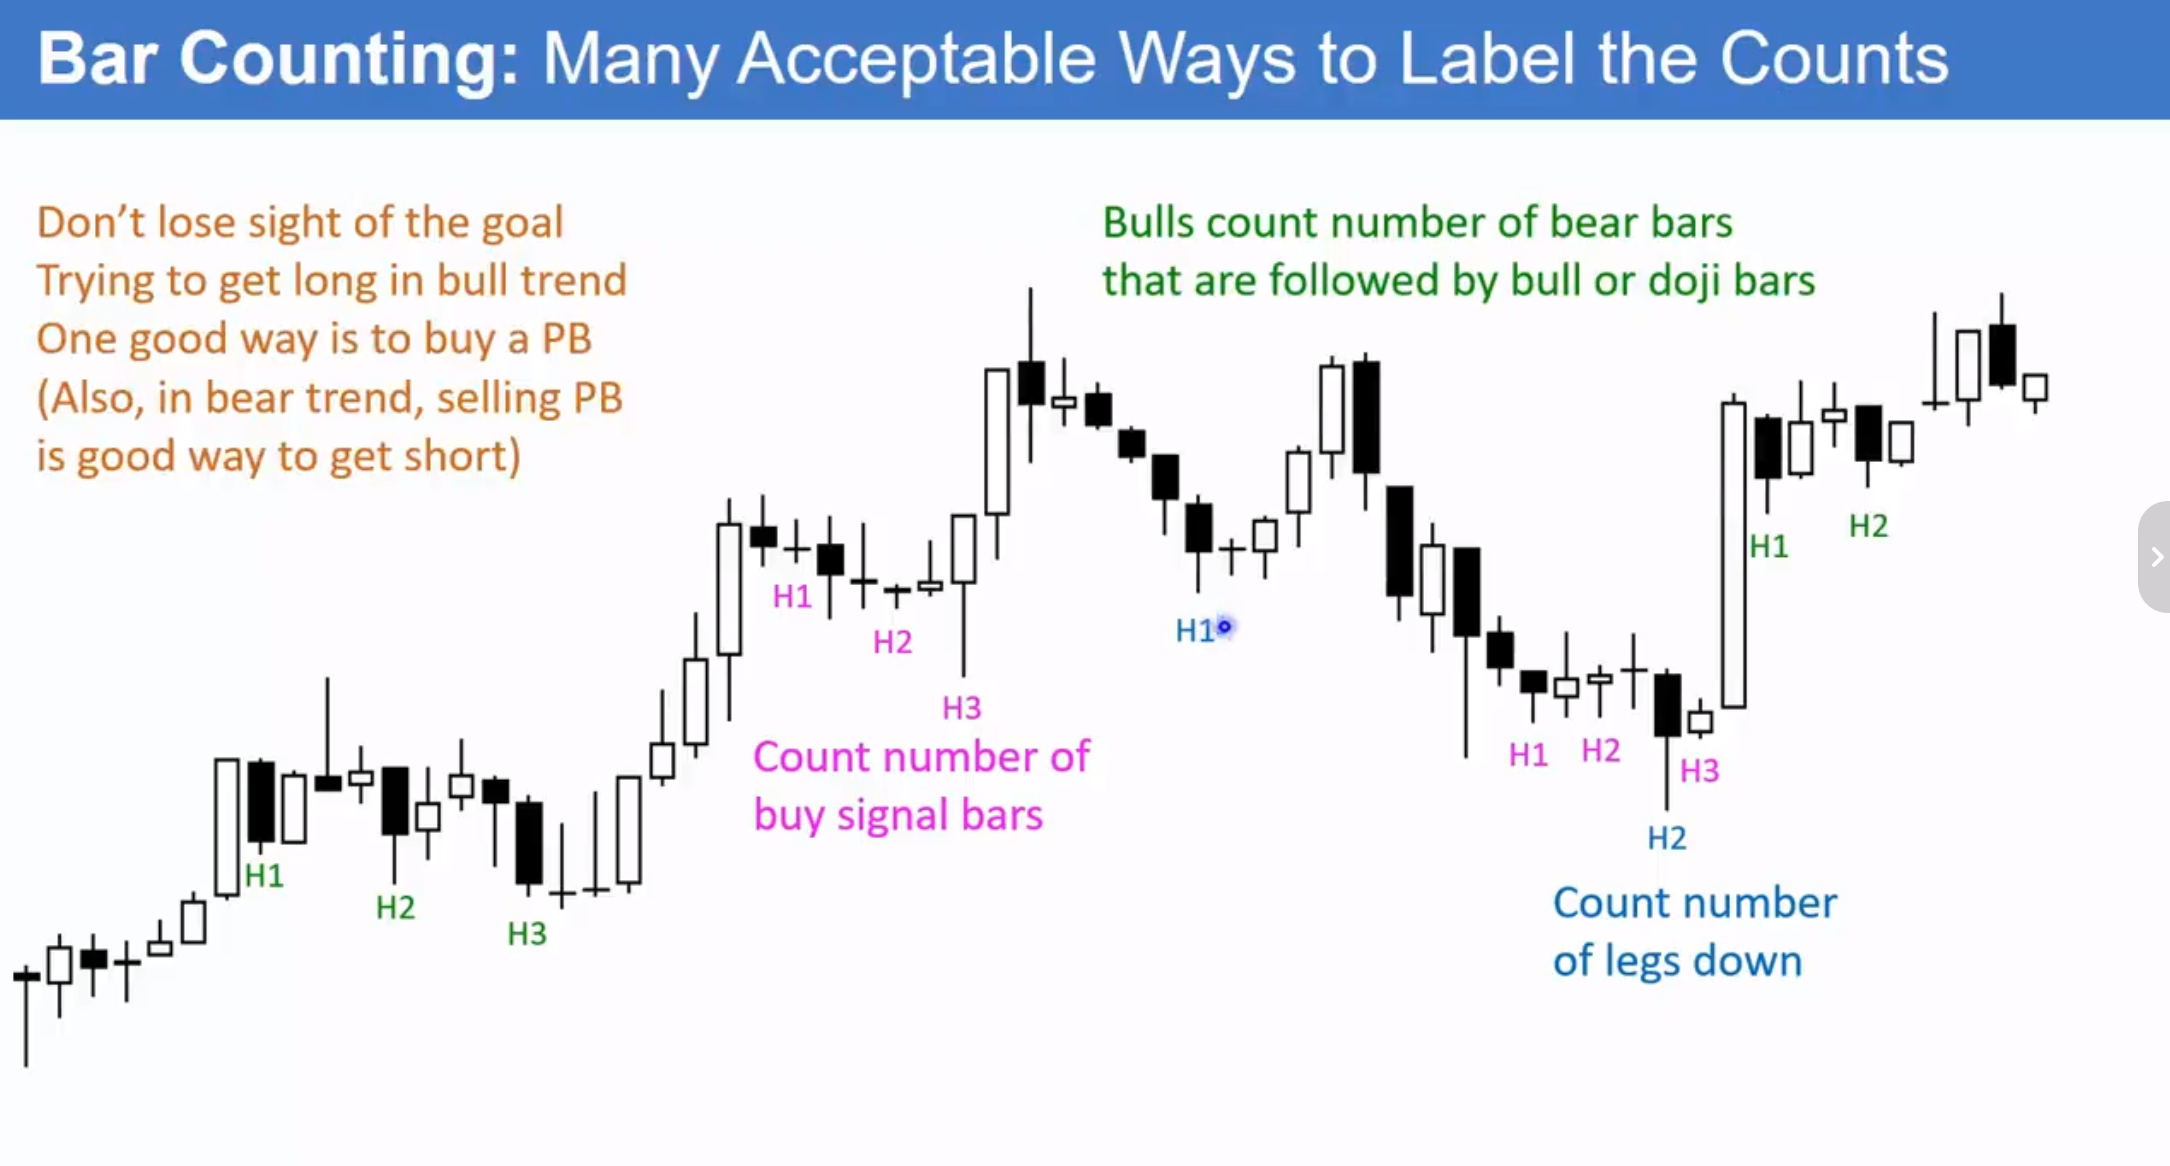 Bar Counting: Many Acceptable Ways to Label the Counts
Don’t lose sight of the goal
Trying to get long in bull trend
One good way is to buy a PB
(Also, in bear trend, selling PB
is good way to get short)
Bulls count number of bear bars
that are followed by bull or doji bars
H1
H2
H3
H1
H2
H3
Count number of
buy signal bars
H1
H1
H2
H3
H2
Count number
of legs down
H1
H2